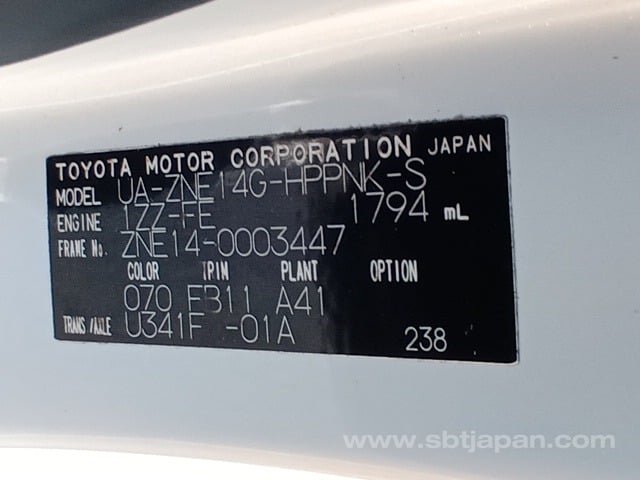 TOYOTA MOTOR CORPORATION JAPAN
MODEL UA-ZNE14G-HPPNK-S
ENGINE 1ZZ-FE 1794 mL
FRAME No. ZNE14-0003447
COLOR TRIM PLANT OPTION
070 FB11 A41
TRANS/AXLE U341F -01A
238
www.sbtjapan.com